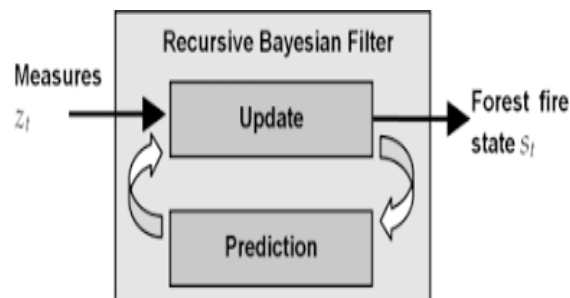 Recursive Bayesian Filter
Measures
z_t
Update
Forest fire
state s_t
Prediction